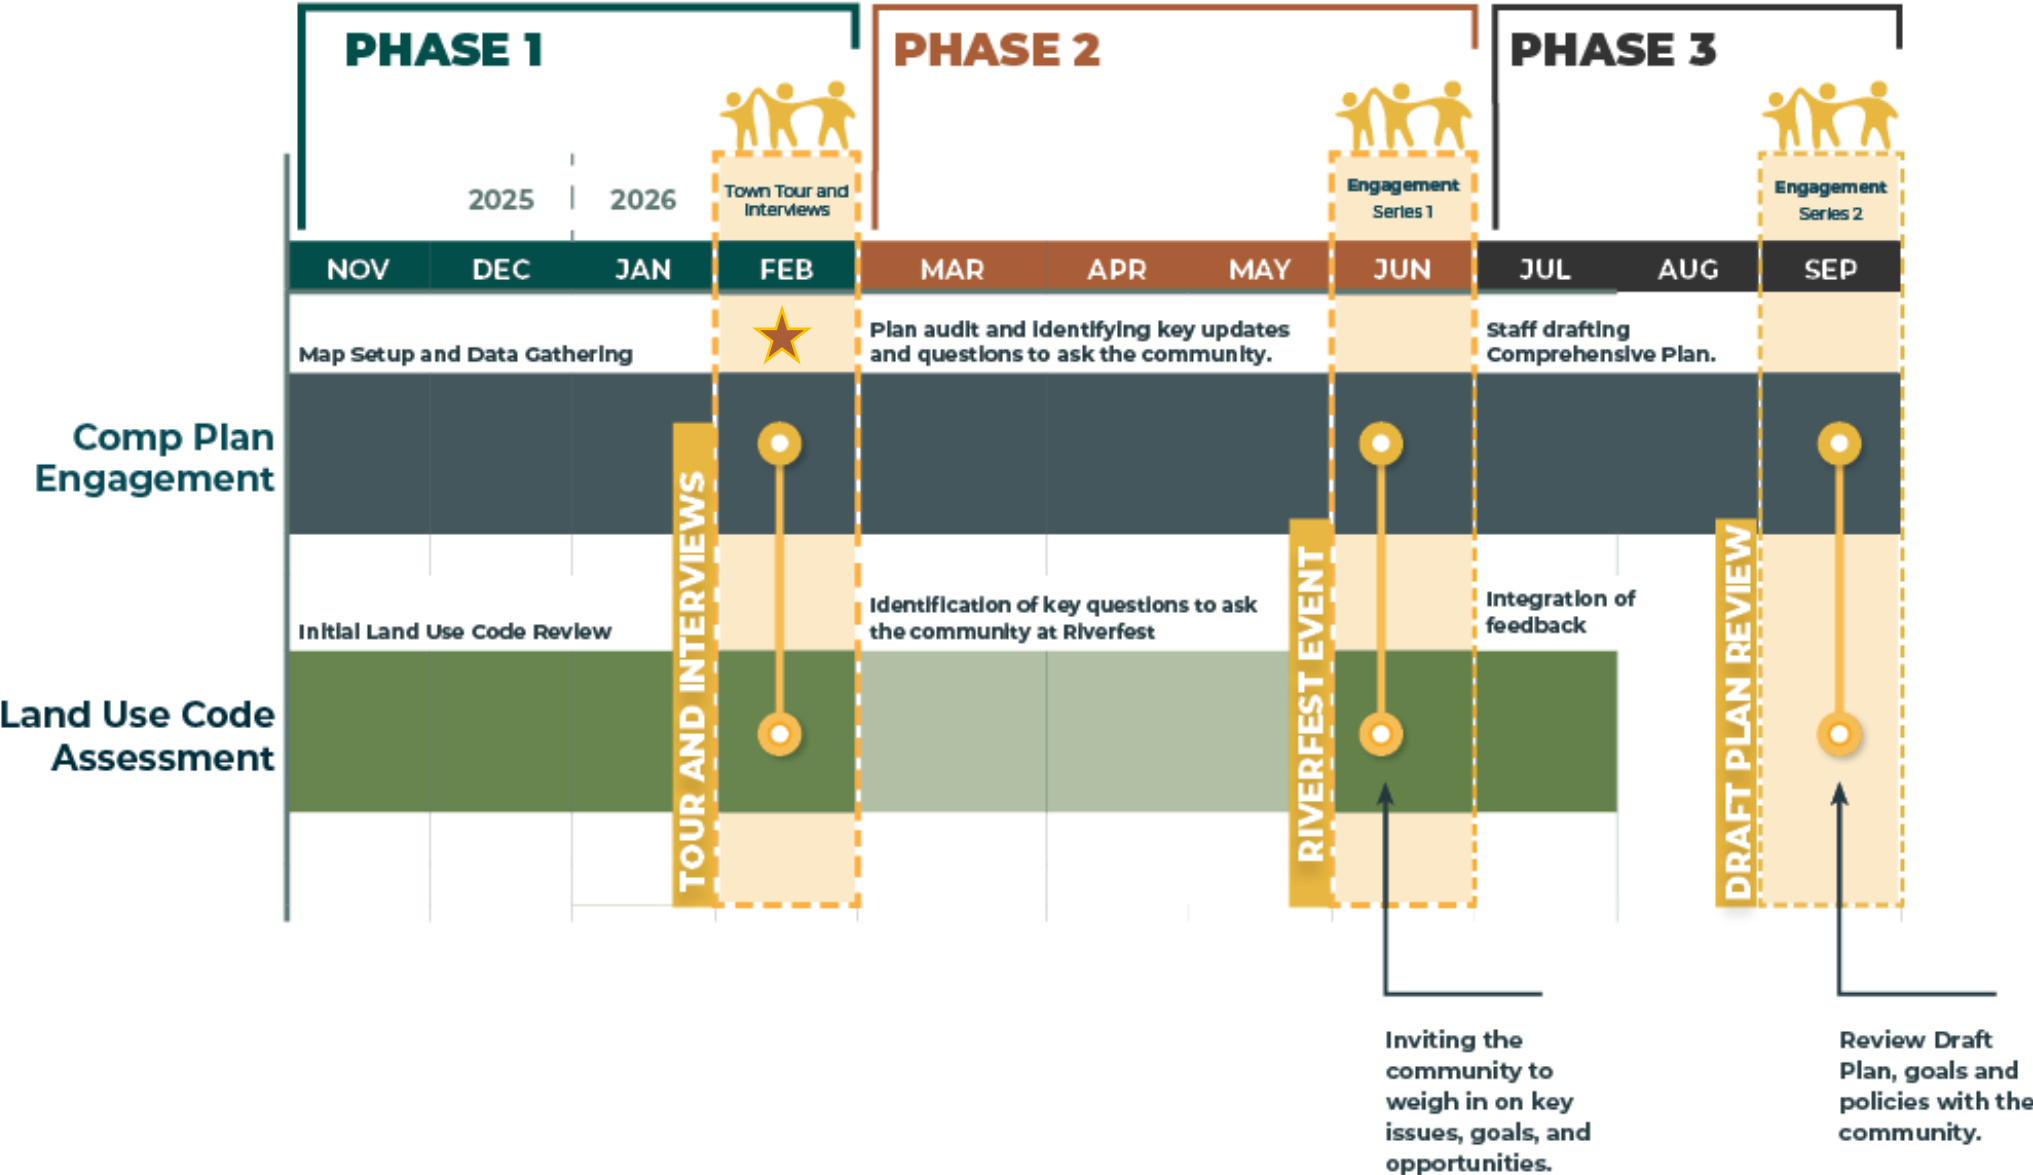 PHASE 1
PHASE 2
PHASE 3
2025
2026
Town Tour and
Interviews
Engagement
Series 1
Engagement
Series 2
NOV
DEC
JAN
FEB
MAR
APR
MAY
JUN
JUL
AUG
SEP
Map Setup and Data Gathering
Plan audit and identifying key updates
and questions to ask the community.
Staff drafting
Comprehensive Plan.
Comp Plan
Engagement
TOUR AND INTERVIEWS
RIVERFEST EVENT
DRAFT PLAN REVIEW
Initial Land Use Code Review
Identification of key questions to ask
the community at Riverfest
Integration of
feedback
Land Use Code
Assessment
Inviting the
community to
weigh in on key
issues, goals, and
opportunities.
Review Draft
Plan, goals and
policies with the
community.